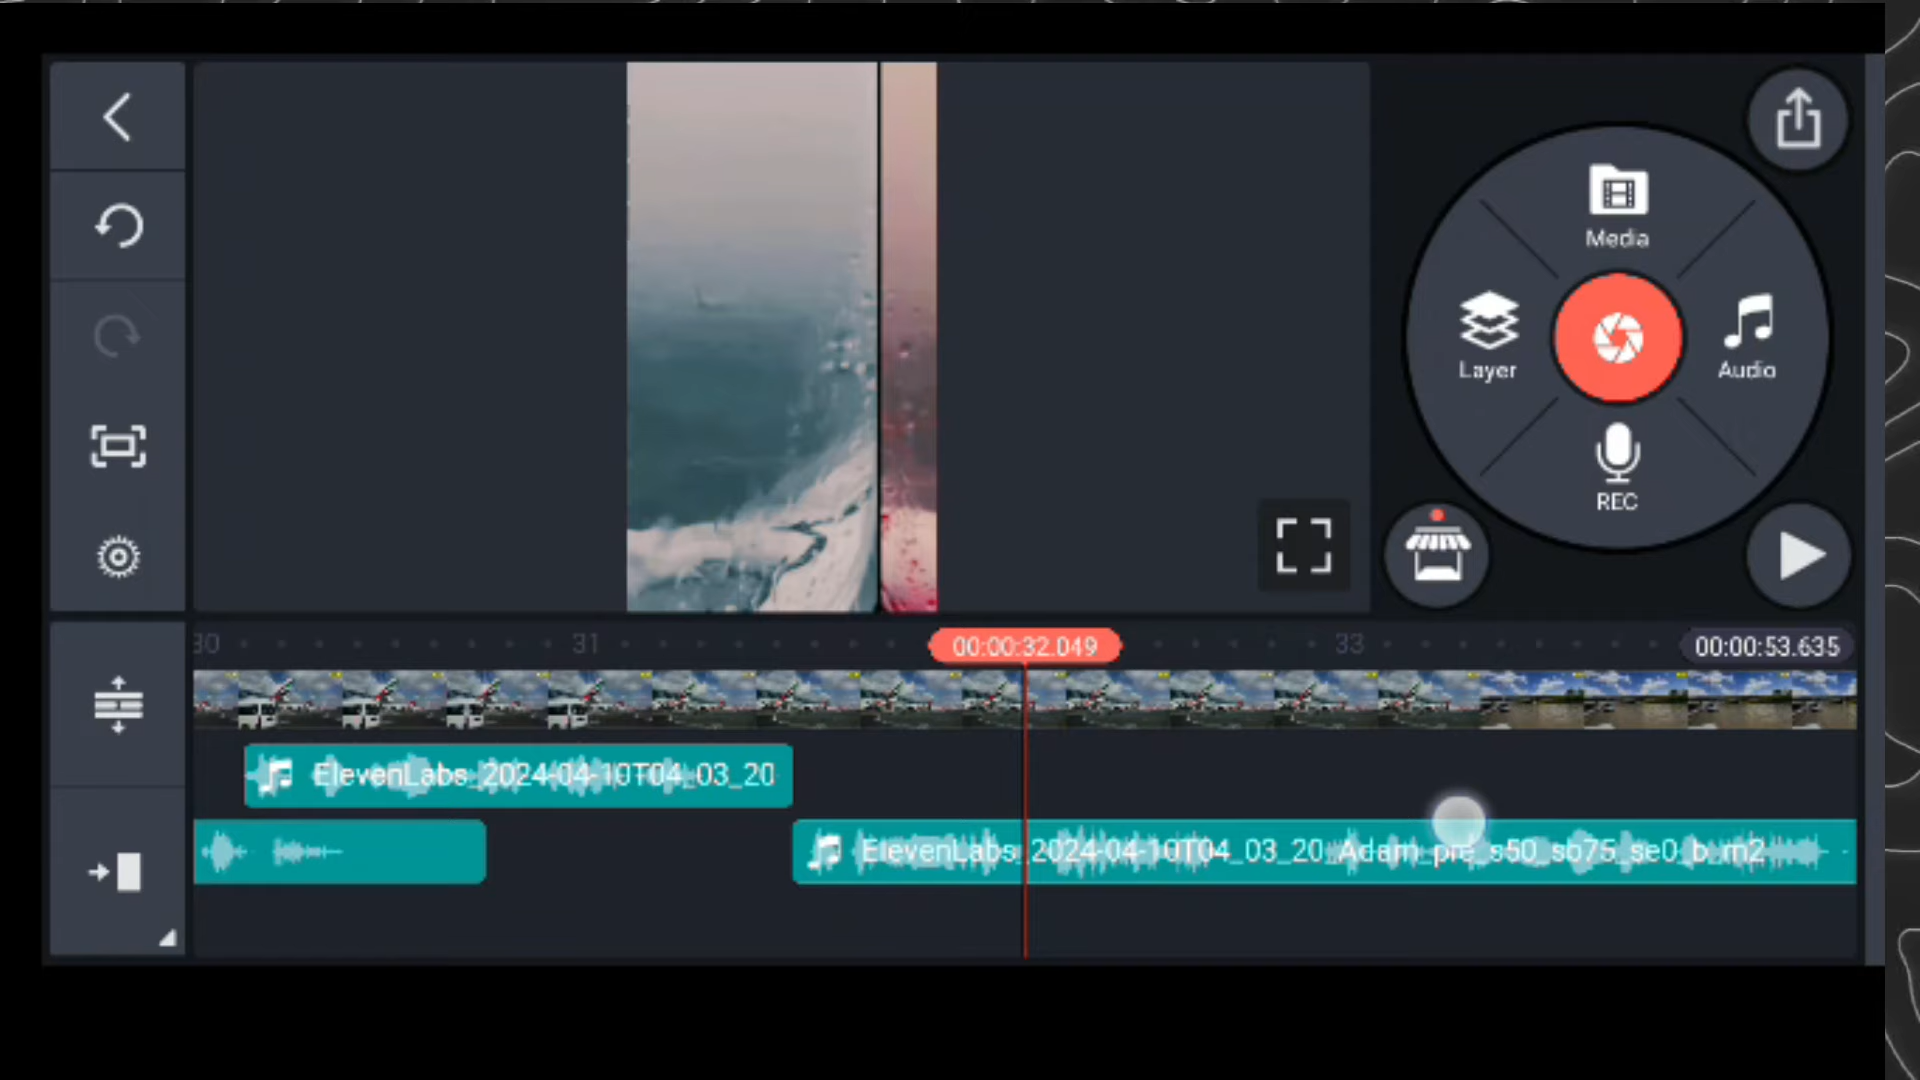 Media
Layer
Audio
REC
30
31
00:00:32.049
33
00:00:53.635
ElevenLabs_2024-04-10T04_03_20
ElevenLabs_2024-04-10T04_03_20_Adam_pre_s50_sb75_se0_b_m2